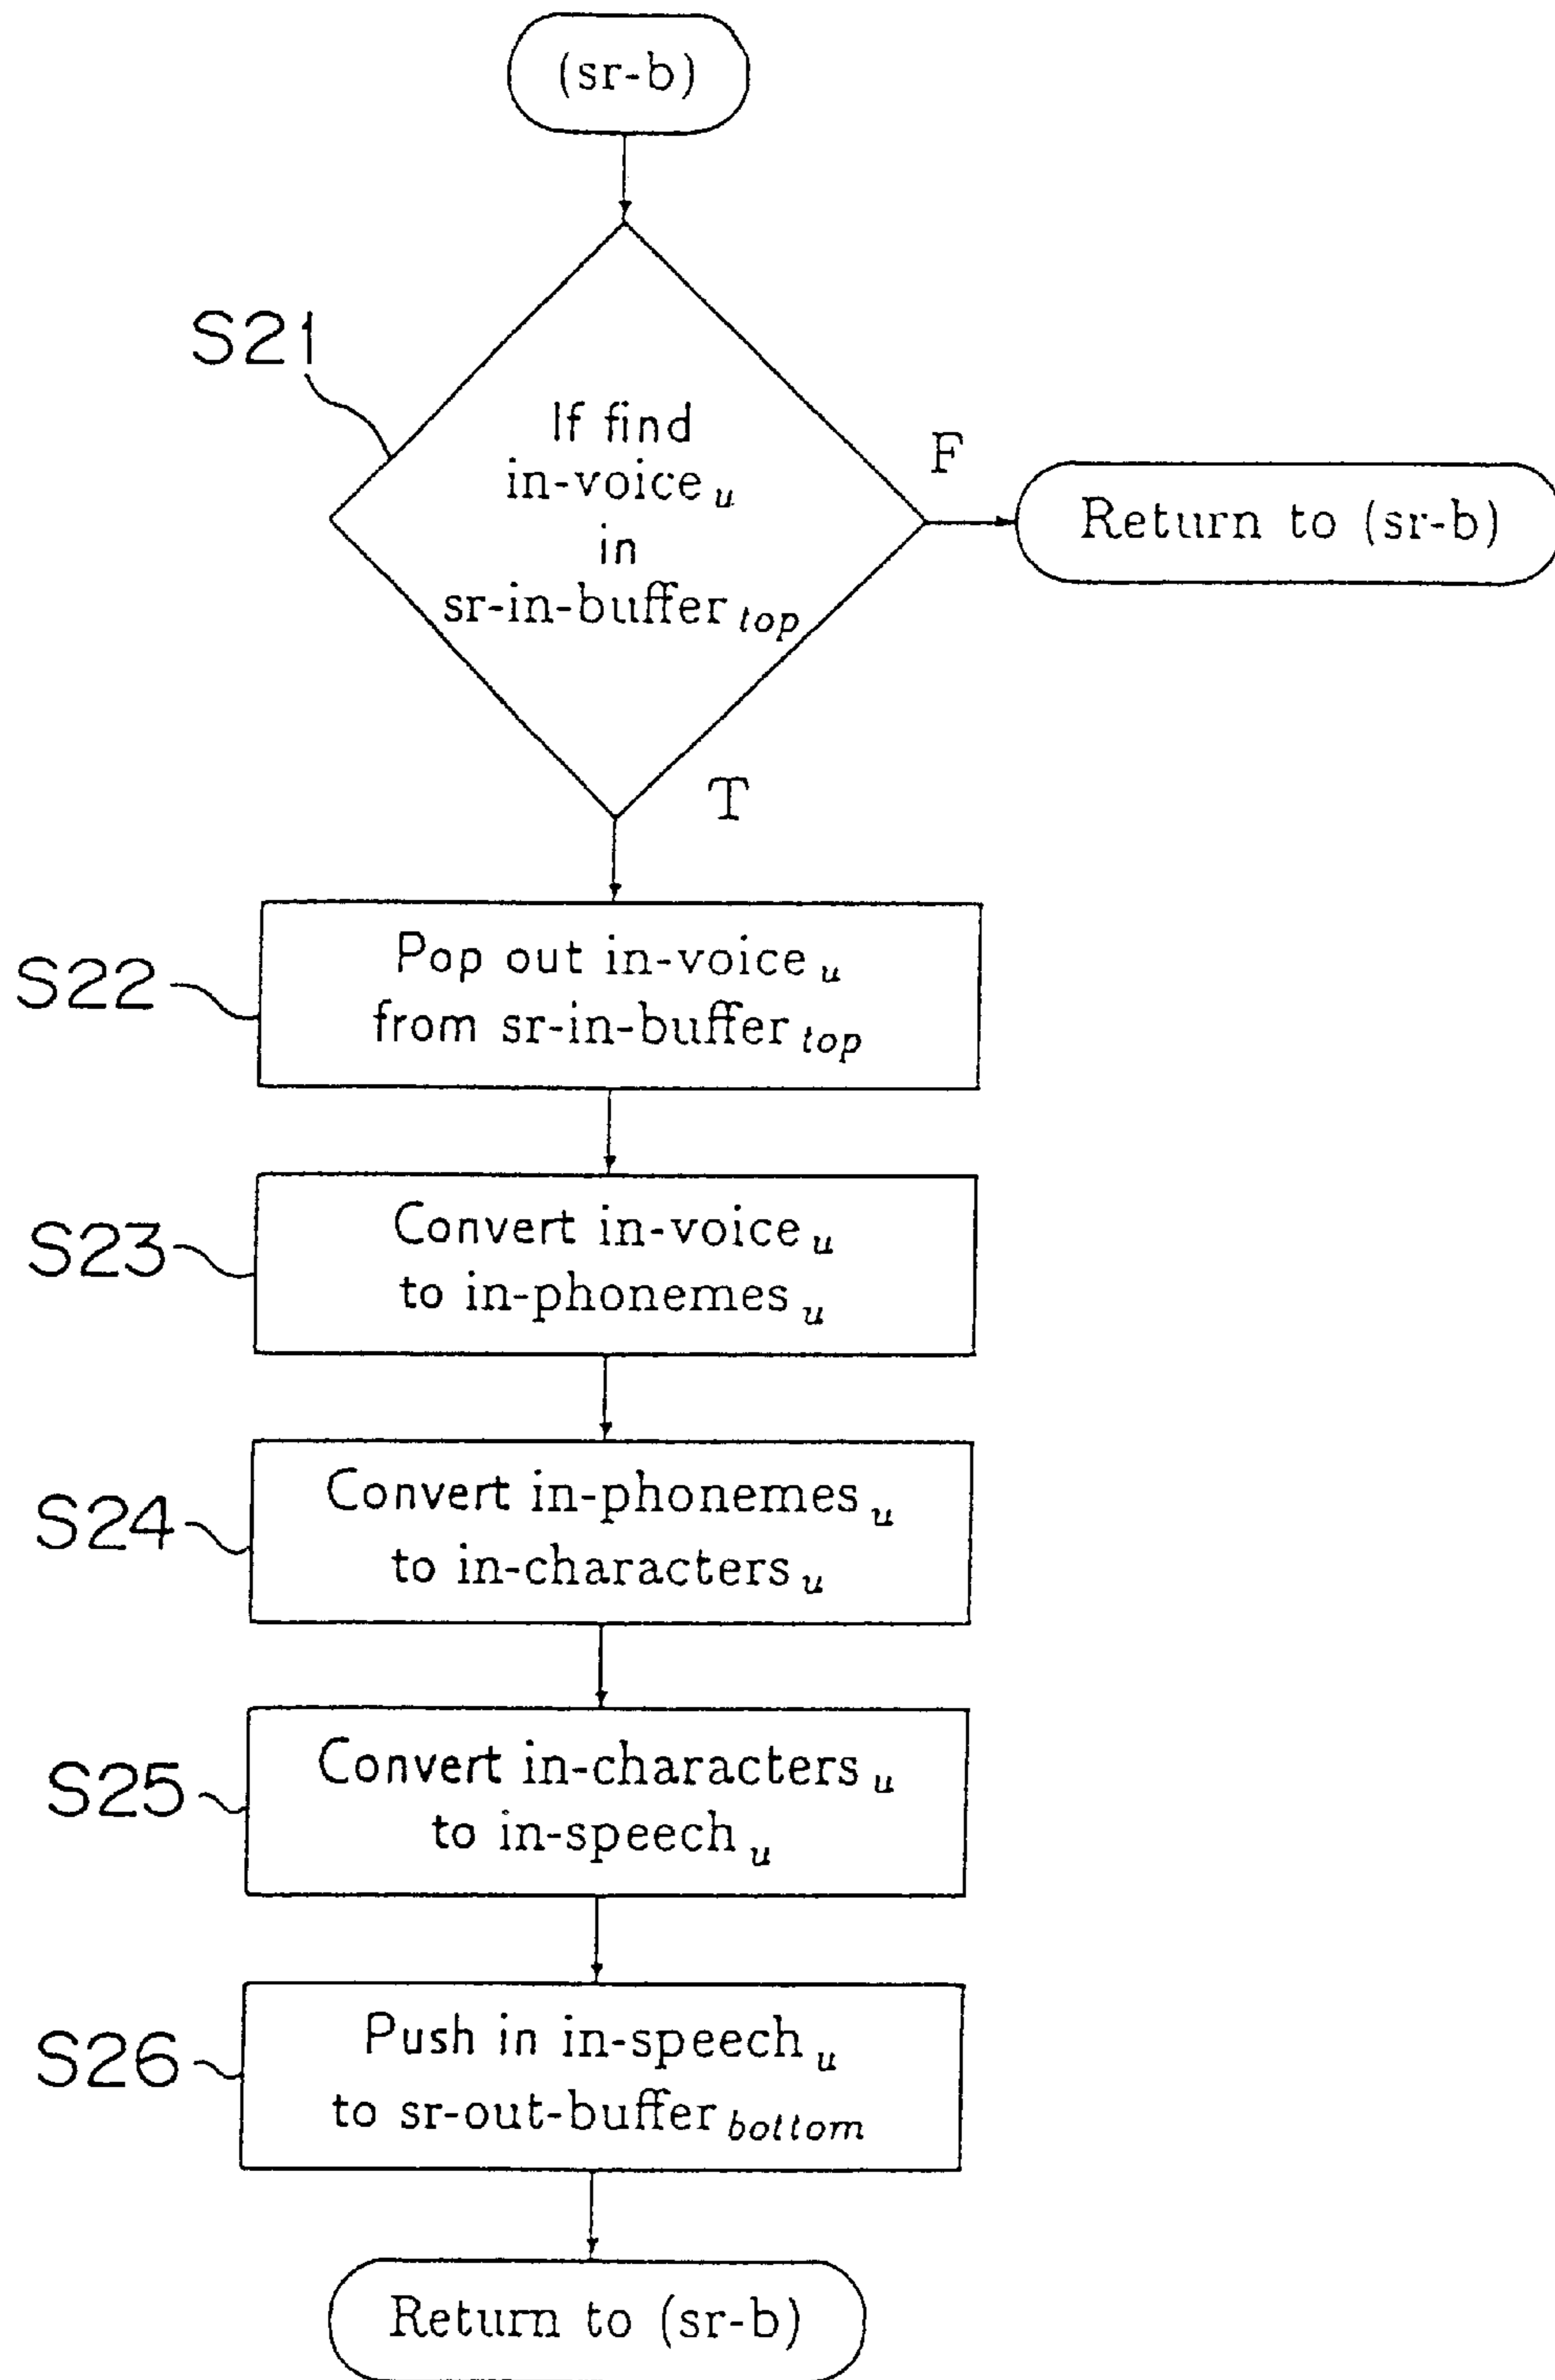 (sr-b)
S21
If find
in-voice u
in
sr-in-buffer top
F
Return to (sr-b)
T
S22
Pop out in-voice u
from sr-in-buffer top
S23
Convert in-voice u
to in-phonemes u
S24
Convert in-phonemes u
to in-characters u
S25
Convert in-characters u
to in-speech u
S26
Push in in-speech u
to sr-out-buffer bottom
Return to (sr-b)